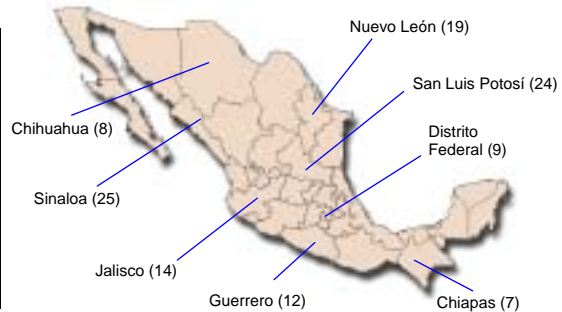 Nuevo León (19)
San Luis Potosí (24)
Distrito
Federal (9)
Chihuahua (8)
Sinaloa (25)
Jalisco (14)
Guerrero (12)
Chiapas (7)